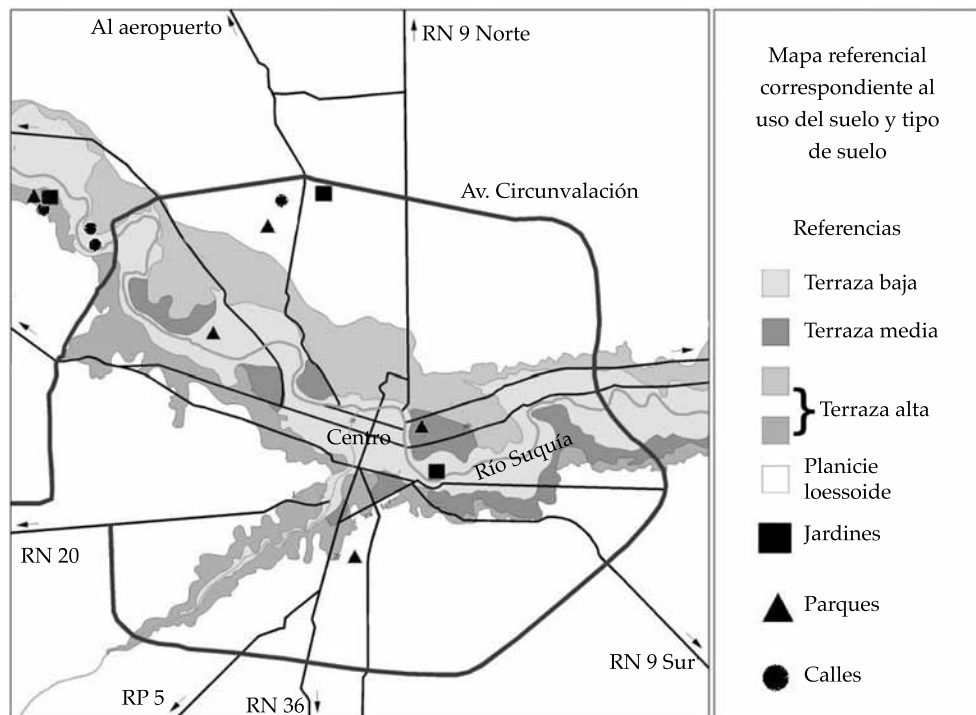 Al aeropuerto
RN 9 Norte
Av. Circunvalación
Centro
Río Suquía
RN 20
RP 5
RN 36
RN 9 Sur
Mapa referencial
correspondiente al
uso del suelo y tipo
de suelo
Referencias
Terraza baja
Terraza media
Terraza alta
Planicie
loessoide
Jardines
Parques
Calles